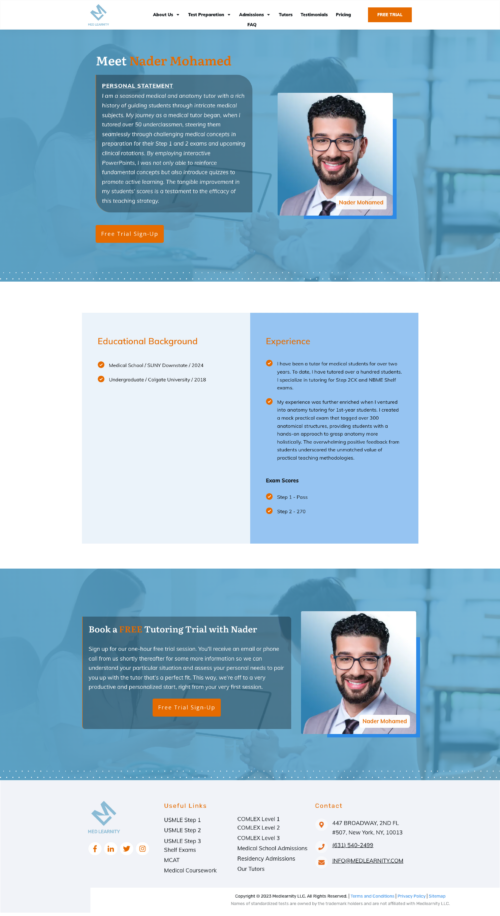 MED LEARNITY
About Us
Test Preparation
Admissions
Tutors
Testimonials
Pricing
FAQ
FREE TRIAL
Meet Nader Mohamed
PERSONAL STATEMENT
I am a seasoned medical and anatomy tutor with a rich
history of guiding students through intricate medical
subjects. My journey as a medical tutor began, when I
tutored over 50 underclassmen, steering them
seamlessly through challenging medical concepts in
preparation for their Step 1 and 2 exams and upcoming
clinical rotations. By employing interactive
PowerPoints, I was not only able to reinforce
fundamental concepts but also introduce quizzes to
promote active learning. The tangible improvement in
my students' scores is a testament to the efficacy of
this teaching strategy.
Nader Mohamed
Free Trial Sign-Up
Educational Background
Medical School / SUNY Downstate / 2024
Undergraduate / Colgate University / 2018
Experience
I have been a tutor for medical students for over two
years. To date, I have tutored over a hundred students.
I specialize in tutoring for Step 2CK and NBME Shelf
exams.
My experience was further enriched when I ventured
into anatomy tutoring for 1st-year students. I created
a mock practical exam that tagged over 300
anatomical structures, providing students with a
hands-on approach to grasp anatomy more
holistically. The overwhelming positive feedback from
students underscored the unmatched value of
practical teaching methodologies.
Exam Scores
Step 1 - Pass
Step 2 - 270
Book a FREE Tutoring Trial with Nader
Sign up for our one-hour free trial session. You'll receive an email or phone
call from us shortly thereafter for some more information so we can
understand your particular situation and assess your personal needs to pair
you up with the tutor that's a perfect fit. This way, we're off to a very
productive and personalized start, right from your very first session.
Free Trial Sign-Up
Nader Mohamed
MED LEARNITY
Useful Links
USMLE Step 1
USMLE Step 2
USMLE Step 3
Shelf Exams
MCAT
Medical Coursework
COMLEX Level 1
COMLEX Level 2
COMLEX Level 3
Medical School Admissions
Residency Admissions
Our Tutors
Contact
447 BROADWAY, 2ND FL
#507, New York, NY, 10013
(631) 540-2499
INFO@MEDLEARNITY.COM
Copyright © 2023 Medlearnity LLC. All Rights Reserved. | Terms and Conditions | Privacy Policy | Sitemap
Names of standardized tests are owned by the trademark holders and are not affiliated with Medlearnity LLC.